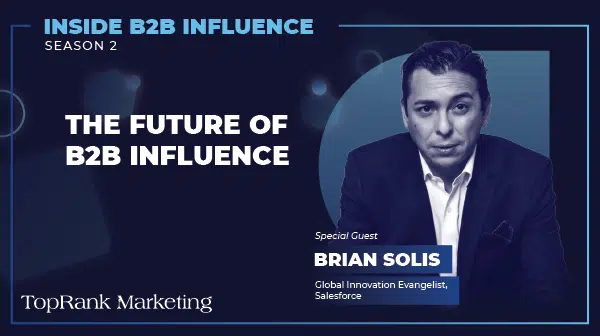 INSIDE B2B INFLUENCE
SEASON 2
THE FUTURE OF
B2B INFLUENCE
Special Guest
BRIAN SOLIS
Global Innovation Evangelist,
Salesforce
TopRank Marketing